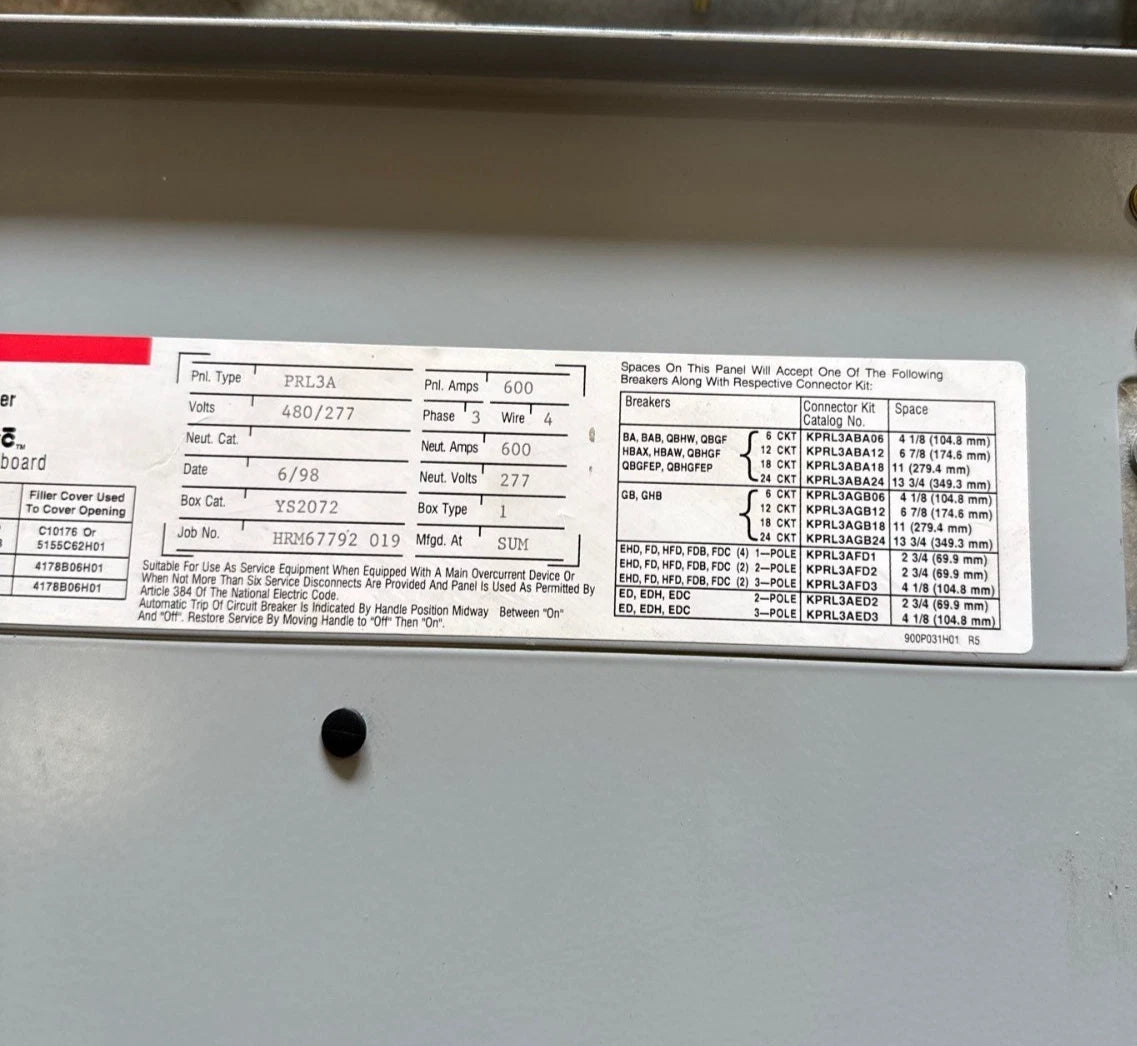 er
C™
board
Filler Cover Used
To Cover Opening
C10176 Or
5155C62H01
4178B06H01
4178B06H01
Pnl. Type PRL3A
Volts 480/277
Neut. Cat.
Date 6/98
Box Cat. YS2072
Job No. HRM67792 019
Pnl. Amps 600
Phase 3 Wire 4
Neut. Amps 600
Neut. Volts 277
Box Type 1
Mfgd. At SUM
Suitable For Use As Service Equipment When Equipped With A Main Overcurrent Device Or
When Not More Than Six Service Disconnects Are Provided And Panel Is Used As Permitted By
Article 384 Of The National Electric Code.
Automatic Trip Of Circuit Breaker Is Indicated By Handle Position Midway Between "On"
And "Off". Restore Service By Moving Handle to "Off" Then "On".
Spaces On This Panel Will Accept One Of The Following
Breakers Along With Respective Connector Kit:
Breakers Connector Kit Space
Catalog No.
BA, BAB, QBHW, QBGF 6 CKT KPRL3ABA06 4 1/8 (104.8 mm)
HBAX, HBAW, QBHGF 12 CKT KPRL3ABA12 6 7/8 (174.6 mm)
QBGFEP, QBHGFEP 18 CKT KPRL3ABA18 11 (279.4 mm)
24 CKT KPRL3ABA24 13 3/4 (349.3 mm)
GB, GHB 6 CKT KPRL3AGB06 4 1/8 (104.8 mm)
12 CKT KPRL3AGB12 6 7/8 (174.6 mm)
18 CKT KPRL3AGB18 11 (279.4 mm)
24 CKT KPRL3AGB24 13 3/4 (349.3 mm)
EHD, FD, HFD, FDB, FDC (4) 1-POLE KPRL3AFD1 2 3/4 (69.9 mm)
EHD, FD, HFD, FDB, FDC (2) 2-POLE KPRL3AFD2 2 3/4 (69.9 mm)
EHD, FD, HFD, FDB, FDC (2) 3-POLE KPRL3AFD3 4 1/8 (104.8 mm)
ED, EDH, EDC 2-POLE KPRL3AED2 2 3/4 (69.9 mm)
ED, EDH, EDC 3-POLE KPRL3AED3 4 1/8 (104.8 mm)
900P031H01 R5